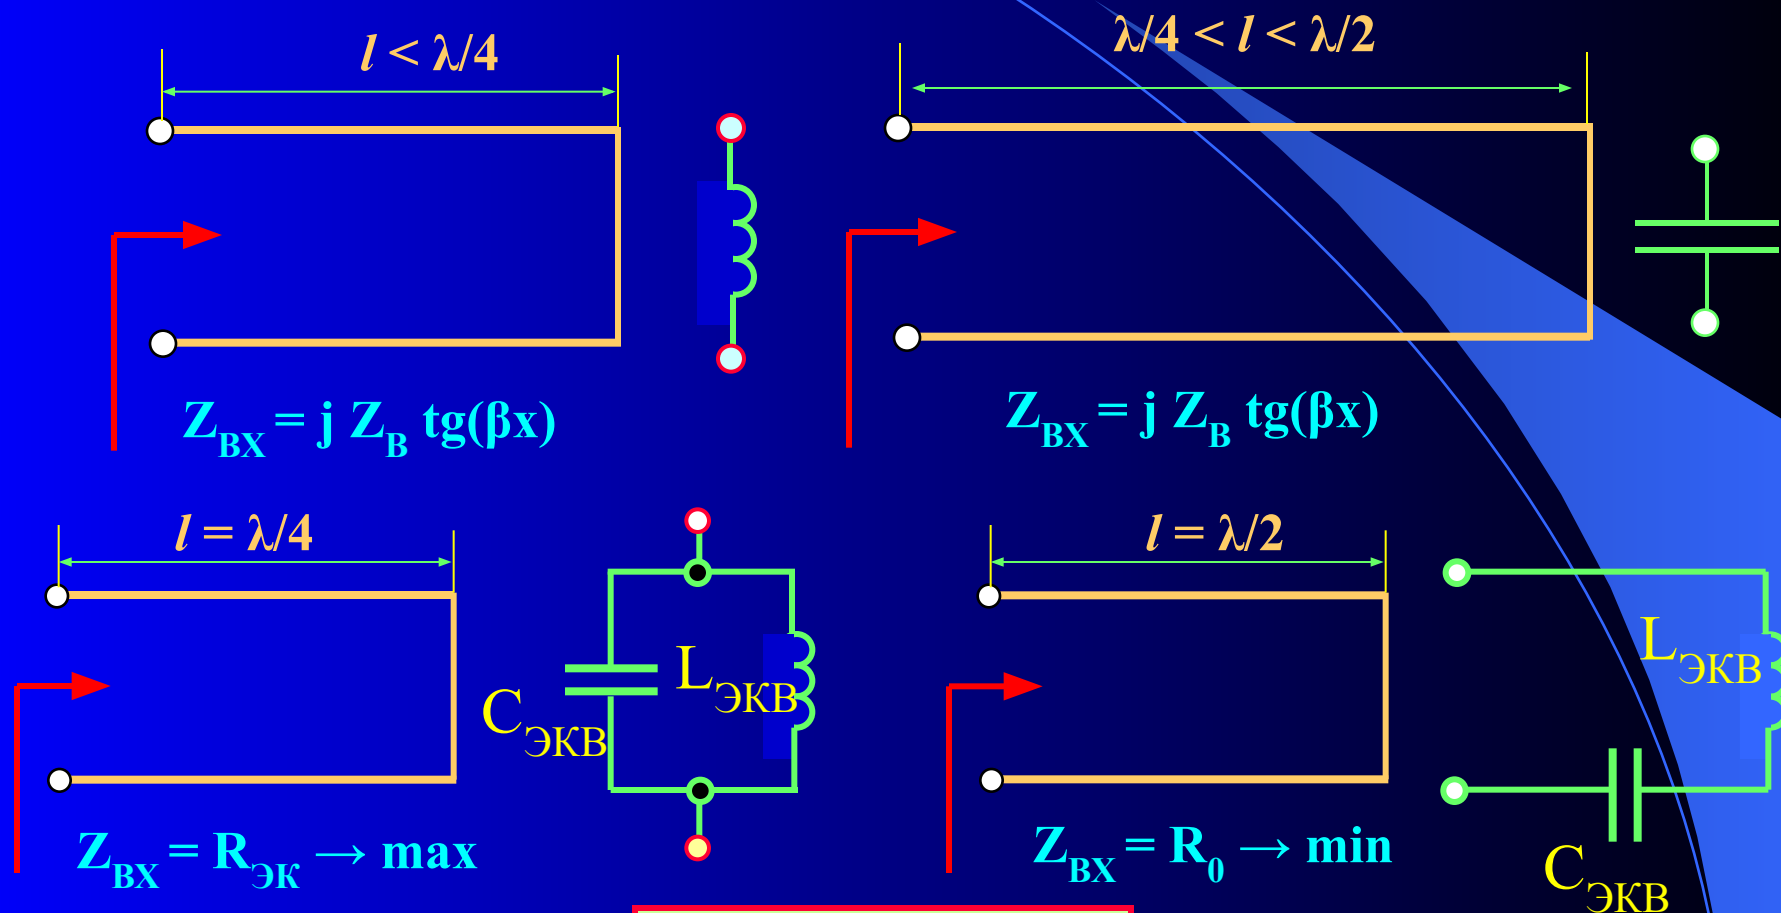 l < λ/4
λ/4 < l < λ/2
Z_ВХ = j Z_В tg(βx)
Z_ВХ = j Z_В tg(βx)
l = λ/4
l = λ/2
C_ЭКВ
L_ЭКВ
L_ЭКВ
Z_ВХ = R_ЭК → max
Z_ВХ = R_0 → min
C_ЭКВ